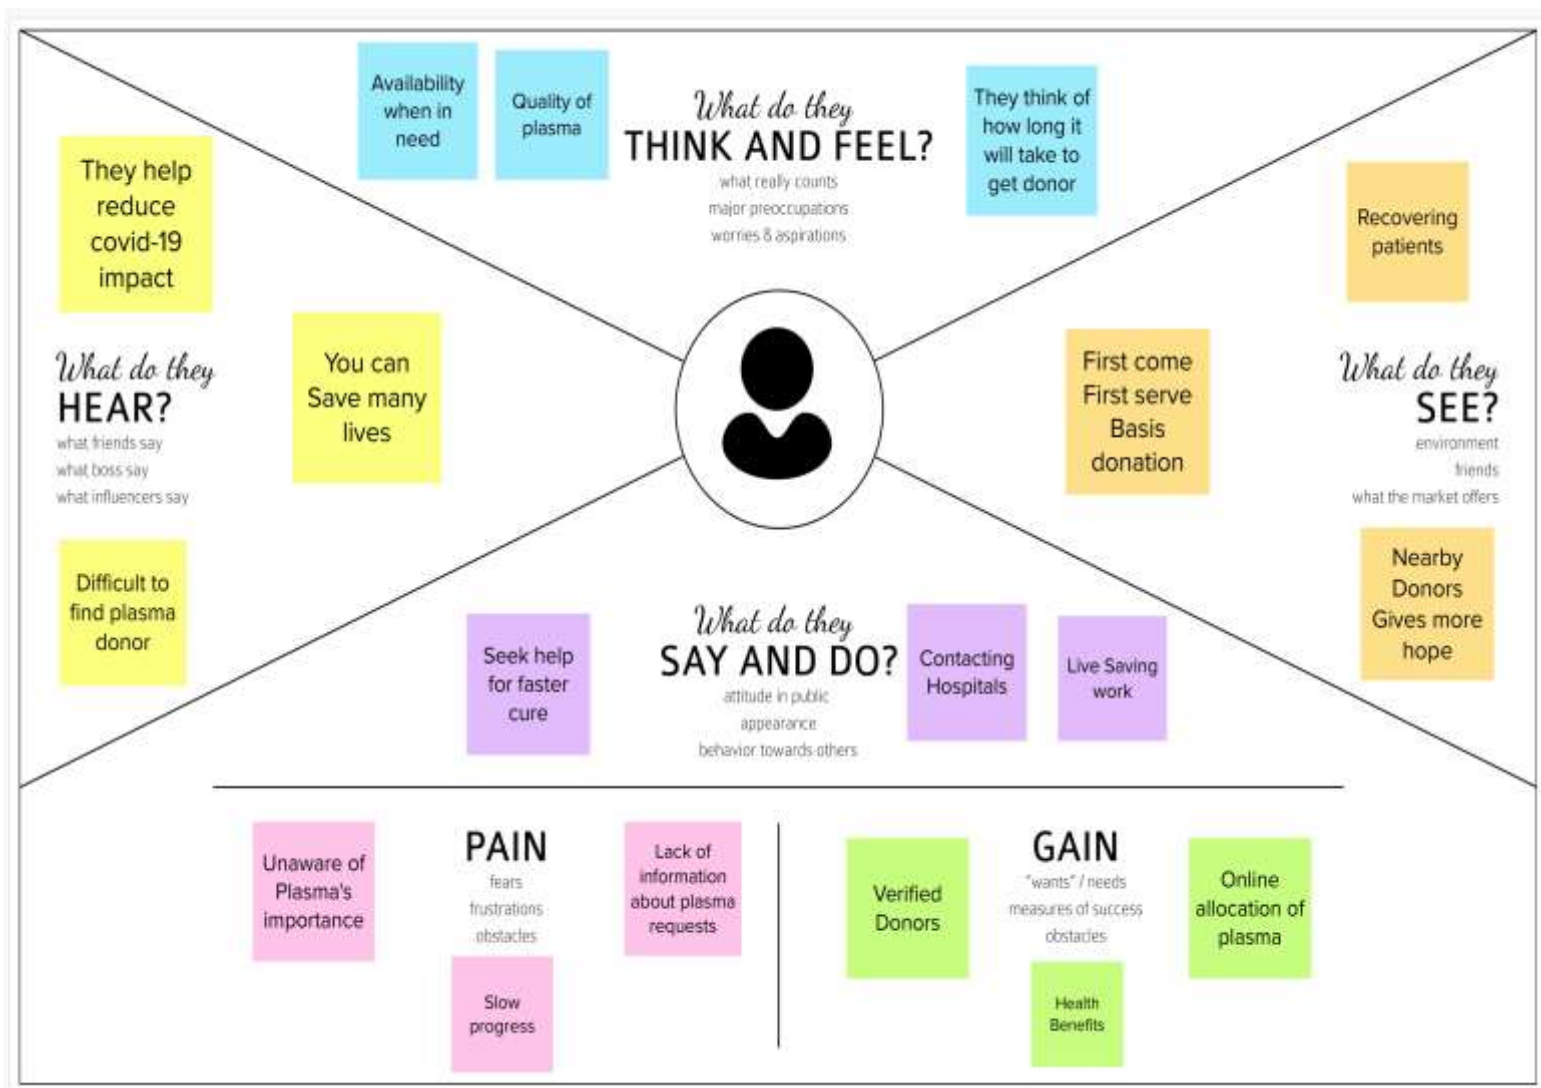 Availability
when in
need
Quality of
plasma
What do they
THINK AND FEEL?
what really counts
major preoccupations
worries & aspirations
They think of
how long it
will take to
get donor
They help
reduce
covid-19
impact
You can
Save many
lives
What do they
HEAR?
what friends say
what boss say
what influencers say
Difficult to
find plasma
donor
Recovering
patients
First come
First serve
Basis
donation
What do they
SEE?
environment
friends
what the market offers
Nearby
Donors
Gives more
hope
Seek help
for faster
cure
What do they
SAY AND DO?
attitude in public
appearance
behavior towards others
Contacting
Hospitals
Live Saving
work
Unaware of
Plasma's
importance
PAIN
fears
frustrations
obstacles
Lack of
information
about plasma
requests
Slow
progress
Verified
Donors
GAIN
"wants" / needs
measures of success
obstacles
Online
allocation of
plasma
Health
Benefits